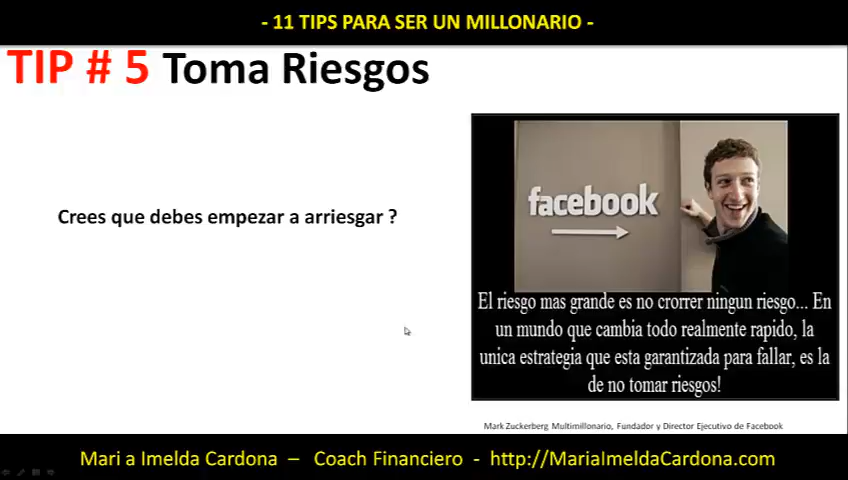 - 11 TIPS PARA SER UN MILLONARIO -
TIP # 5 Toma Riesgos
Crees que debes empezar a arriesgar ?
facebook
El riesgo mas grande es no crorrer ningun riesgo... En
un mundo que cambia todo realmente rapido, la
unica estrategia que esta garantizada para fallar, es la
de no tomar riesgos!
Mark Zuckerberg Multimillonario, Fundador y Director Ejecutivo de Facebook
Mari a Imelda Cardona – Coach Financiero - http://MariaImeldaCardona.com